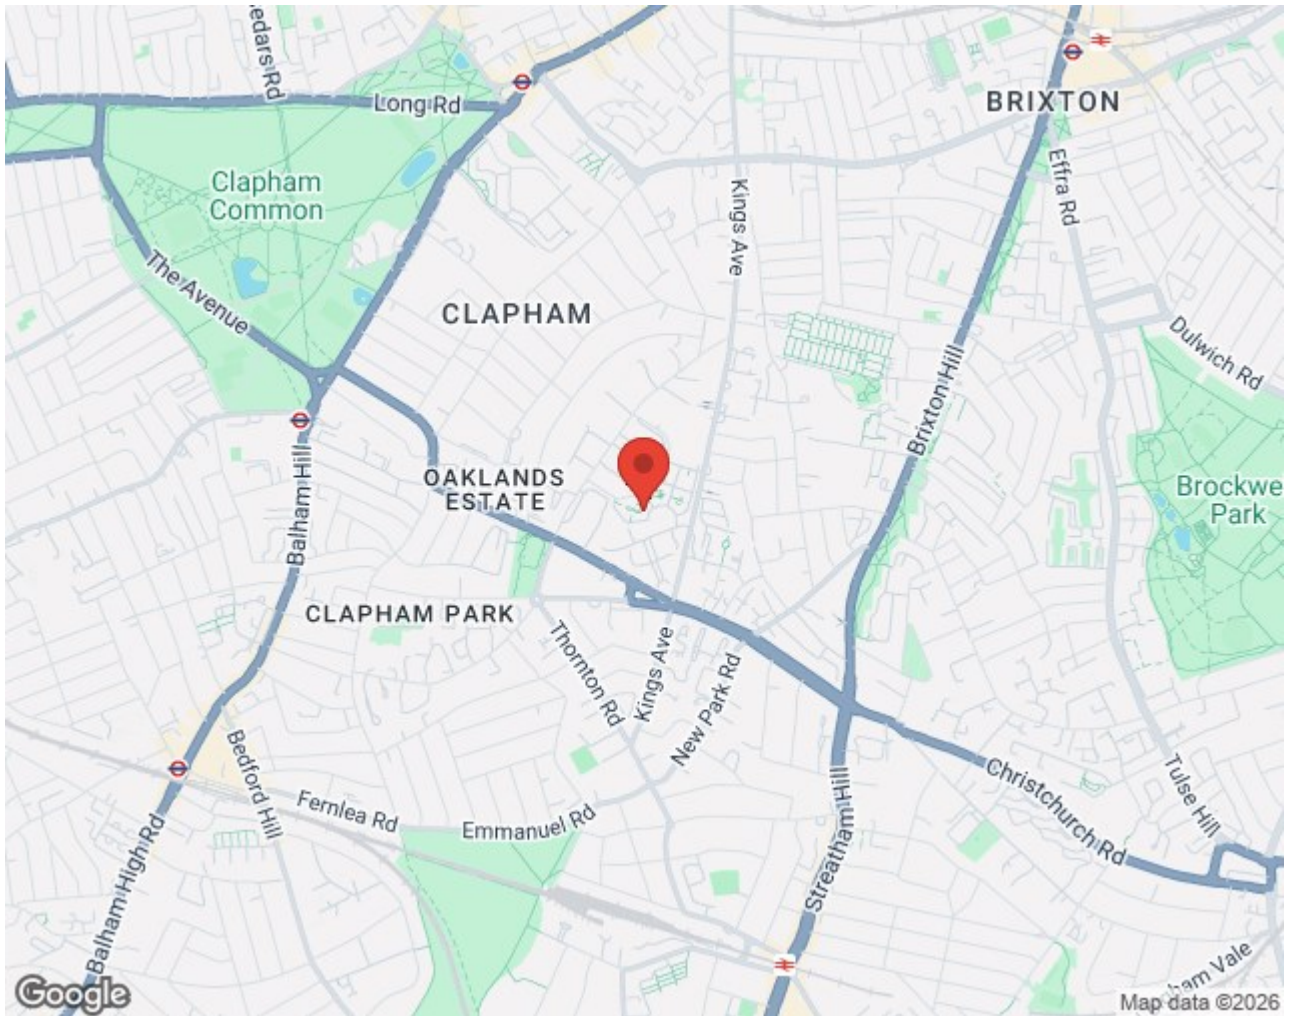 edars Rd
Long Rd
BRIXTON
Effra Rd
Clapham
Common
Kings Ave
The Avenue
CLAPHAM
Dulwich Rd
Brixton Hill
Balham Hill
OAKLANDS
ESTATE
Brockwe
Park
CLAPHAM PARK
Thornton Rd
Kings Ave
New Park Rd
Bedford Hill
Fernlea Rd
Emmanuel Rd
Christchurch Rd
Tulse Hill
Streatham Hill
Balham High Rd
ham Vale
Google
Map data ©2026